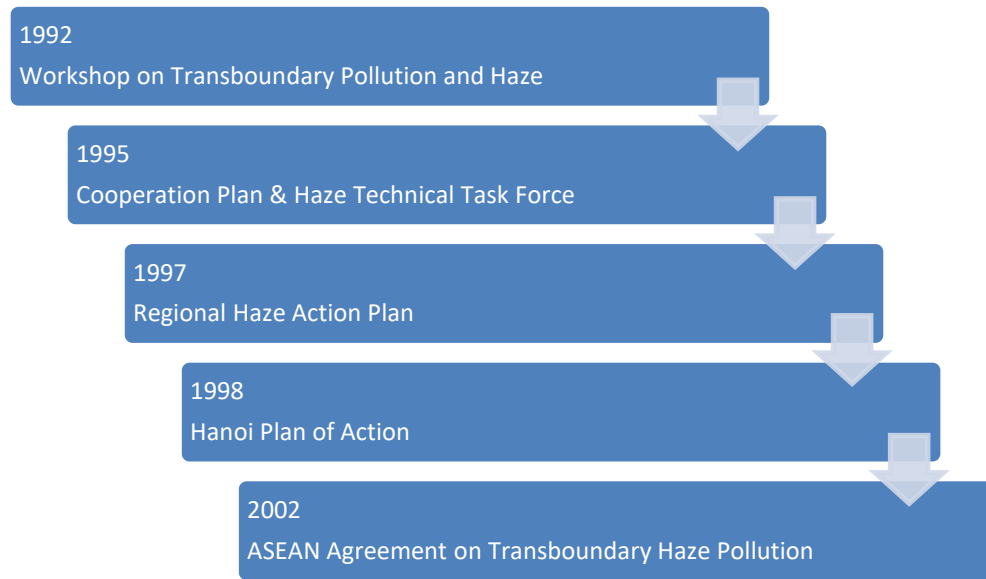 1992
Workshop on Transboundary Pollution and Haze
1995
Cooperation Plan & Haze Technical Task Force
1997
Regional Haze Action Plan
1998
Hanoi Plan of Action
2002
ASEAN Agreement on Transboundary Haze Pollution